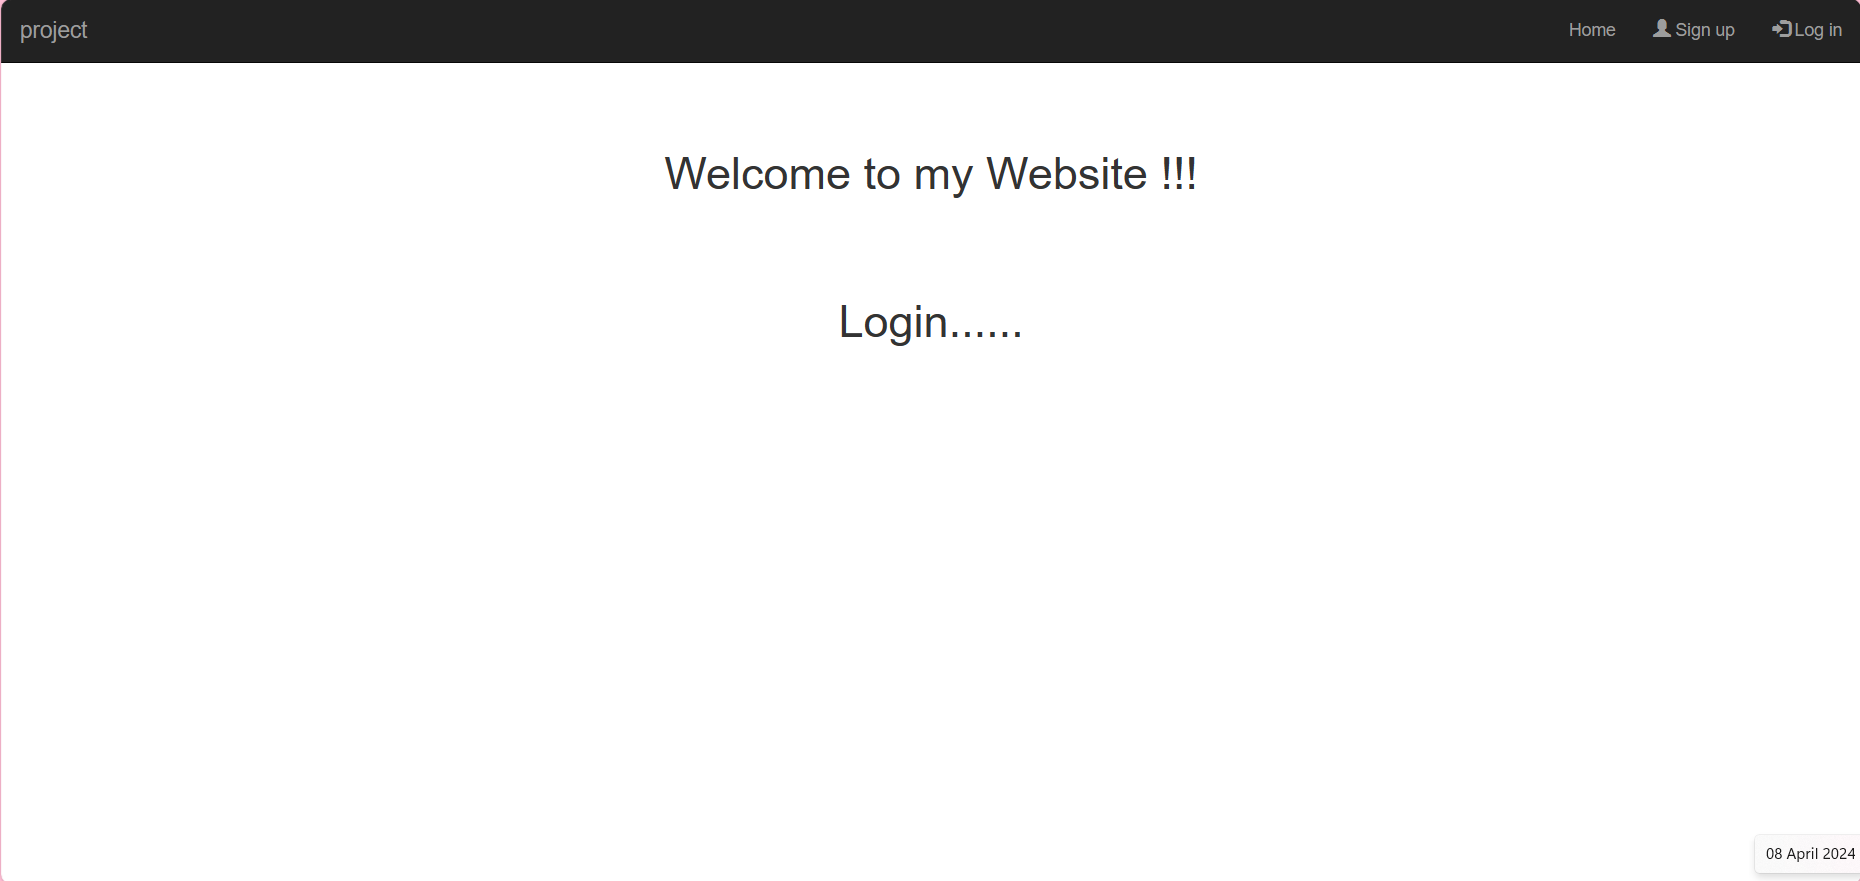 project Home Sign up Log in
Welcome to my Website !!!
Login......
08 April 2024